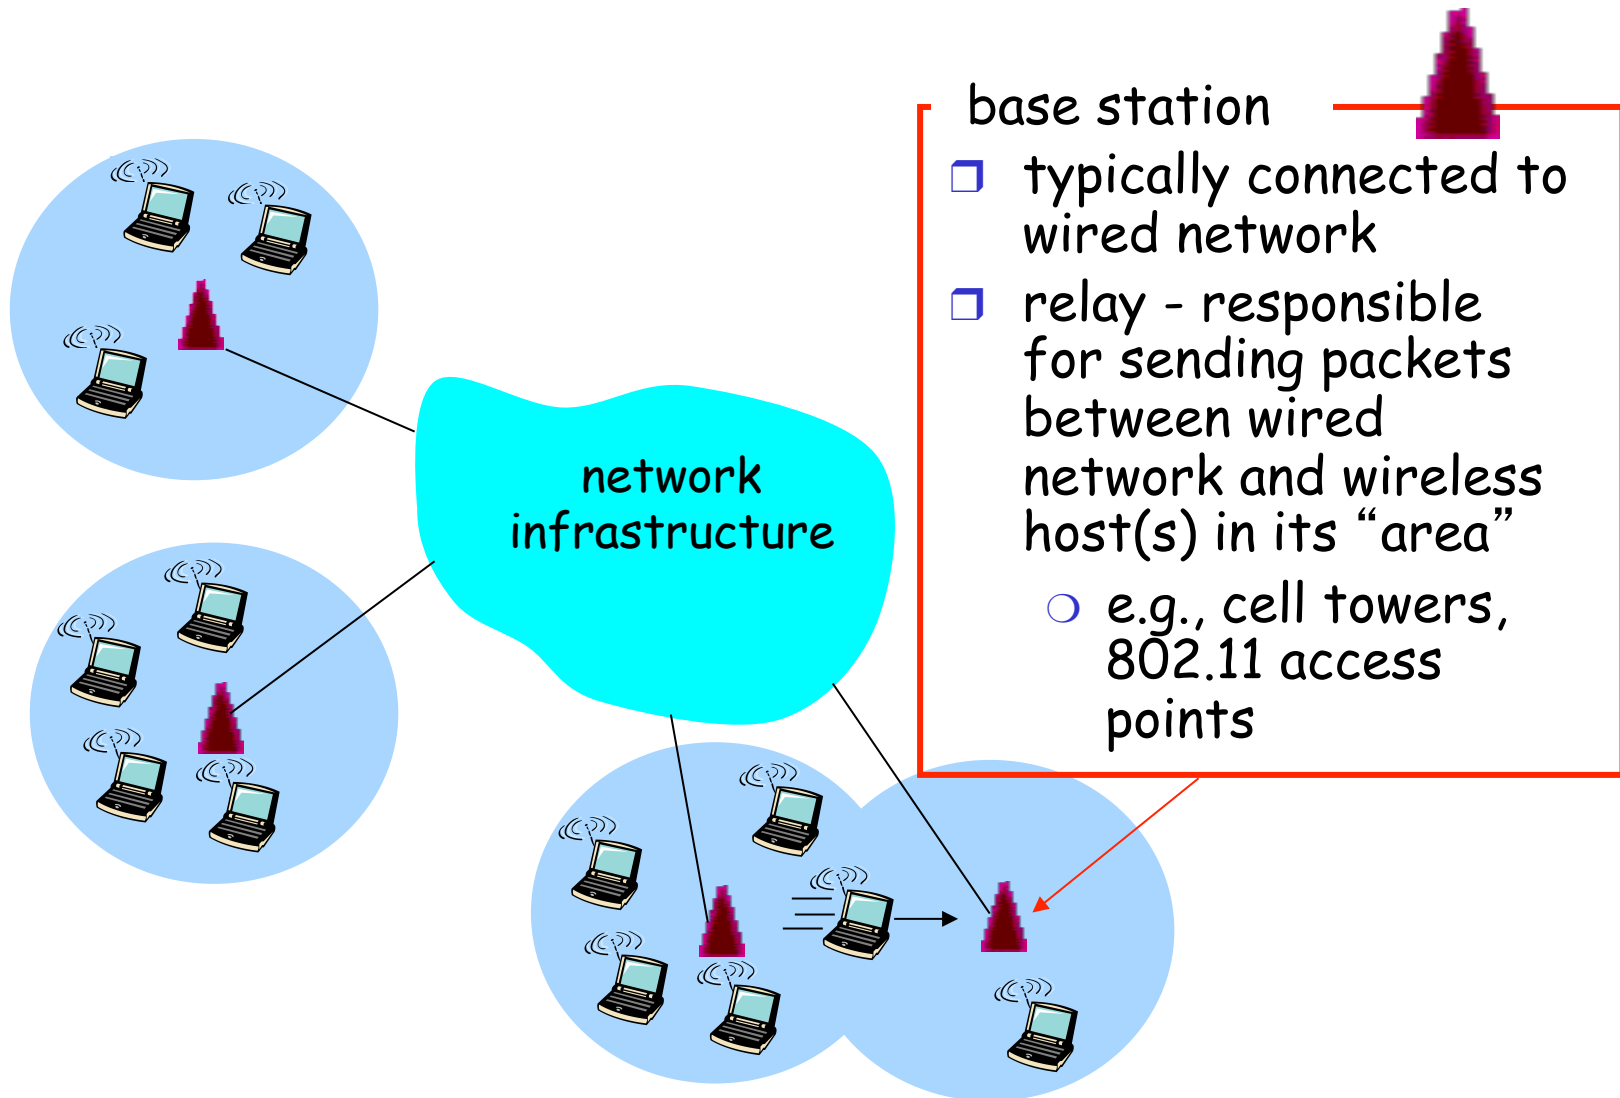 base station
typically connected to
wired network
relay - responsible
for sending packets
between wired
network and wireless
host(s) in its “area”
e.g., cell towers,
802.11 access
points
network
infrastructure